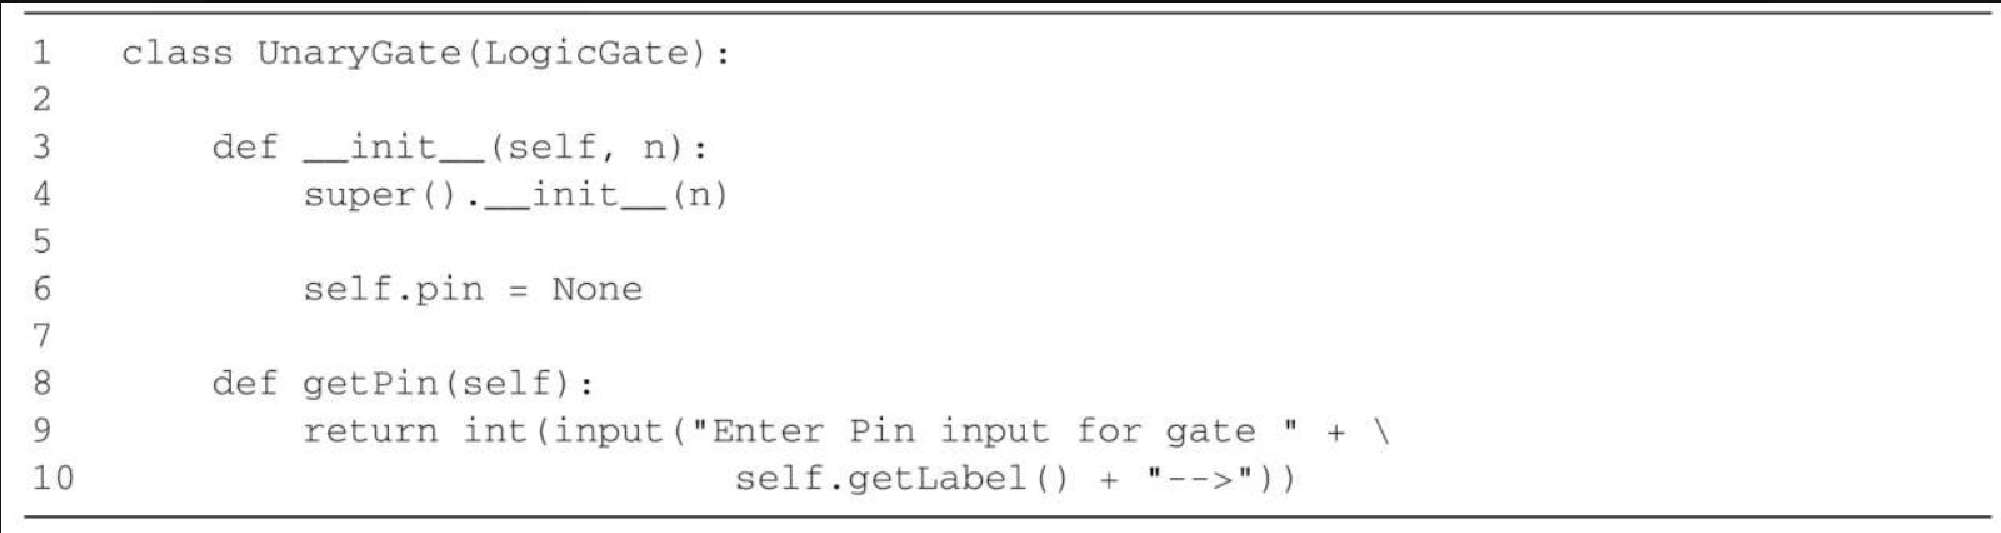 1 class UnaryGate(LogicGate):
2
3 def __init__(self, n):
4 super().__init__(n)
5
6 self.pin = None
7
8 def getPin(self):
9 return int(input("Enter Pin input for gate " + \
10 self.getLabel() + "-->"))